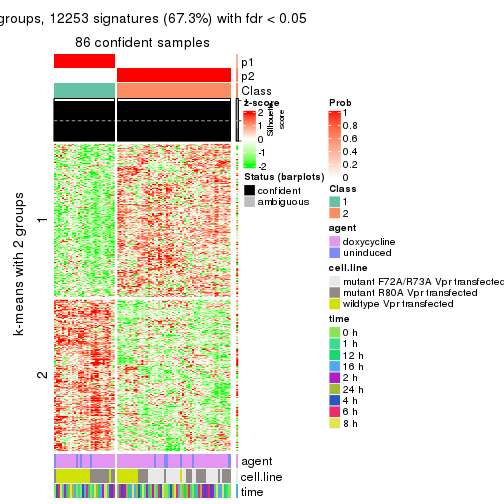 groups, 12253 signatures (67.3%) with fdr < 0.05
86 confident samples
p1
p2
Class
z-score
2
1
0
-1
-2
Silhouette
score
Status (barplots)
confident
ambiguous
Prob
1
0.8
0.6
0.4
0.2
0
Class
1
2
agent
doxycycline
uninduced
cell.line
mutant F72A/R73A Vpr transfected
mutant R80A Vpr transfected
wildtype Vpr transfected
time
0 h
1 h
12 h
16 h
2 h
24 h
4 h
6 h
8 h
k-means with 2 groups
1
2
agent
cell.line
time